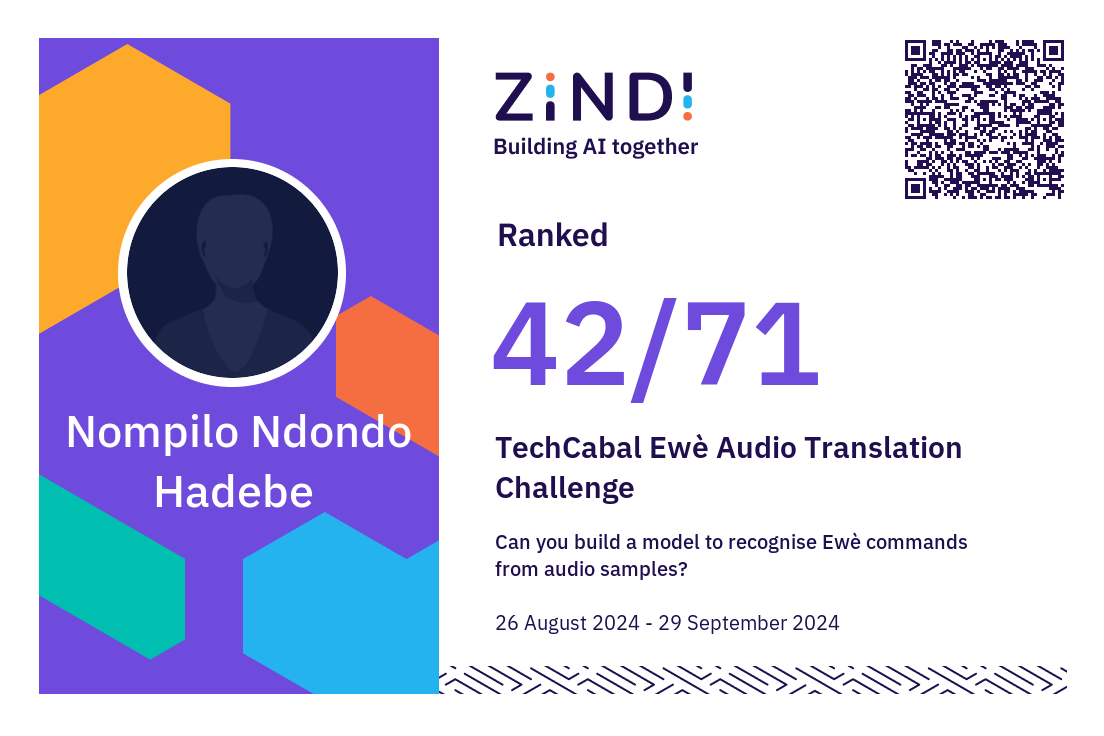 ZINDI
Building AI together
Ranked
42/71
Nompilo Ndondo
Hadebe
TechCabal Ewè Audio Translation
Challenge
Can you build a model to recognise Ewè commands
from audio samples?
26 August 2024 - 29 September 2024